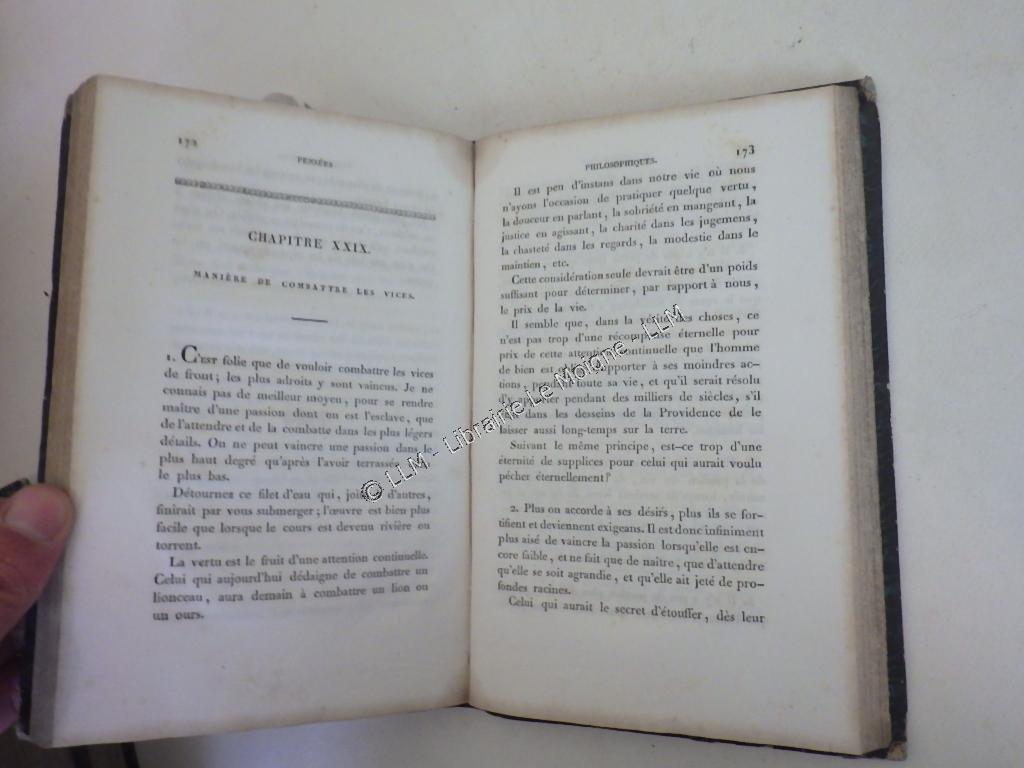 172
PENSÉES
CHAPITRE XXIX.
MANIÈRE DE COMBATTRE LES VICES.
1. C'EST folie que de vouloir combattre les vices
de front ; les plus adroits y sont vaincus. Je ne
connais pas de meilleur moyen, pour se rendre
maître d'une passion dont on est l'esclave, que
de l'attendre et de la combattre dans les plus légers
détails. On ne peut vaincre une passion dans le
plus haut degré qu'après l'avoir terrassée
le plus bas.
Détournez ce filet d'eau qui, d'autres,
finirait par vous submerger ; l'œuvre est bien plus
facile que lorsque le cours est devenu rivière ou
torrent.
La vertu est le fruit d'une attention continuelle.
Celui qui aujourd'hui dédaigne de combattre un
lionceau, aura demain à combattre un lion ou
un ours.
PHILOSOPHIQUES.
173
Il est peu d'instans dans notre vie où nous
n'ayons l'occasion de pratiquer quelque vertu,
la douceur en parlant, la sobriété en mangeant, la
justice en agissant, la charité dans les jugemens,
la chasteté dans les regards, la modestie dans le
maintien, etc.
Cette considération seule devrait être d'un poids
suffisant pour déterminer, par rapport à nous,
le prix de la vie.
Il semble que, dans la vérité des choses, ce
n'est pas trop d'une récompense éternelle pour
prix de cette attention continuelle que l'homme
de bien est apporter à ses moindres ac-
tions, toute sa vie, et qu'il serait résolu
d'y pendant des milliers de siècles, s'il
dans les desseins de la Providence de le
laisser aussi long-temps sur la terre.
Suivant le même principe, est-ce trop d'une
éternité de supplices pour celui qui aurait voulu
pécher éternellement ?
2. Plus on accorde à ses désirs, plus ils se for-
tifient et deviennent exigeans. Il est donc infiniment
plus aisé de vaincre la passion lorsqu'elle est en-
core faible, et ne fait que de naître, que d'attendre
qu'elle se soit agrandie, et qu'elle ait jeté de pro-
fondes racines.
Celui qui aurait le secret d'étouffer, dès leur
© LLM - Librairie Le Moigne - LLM